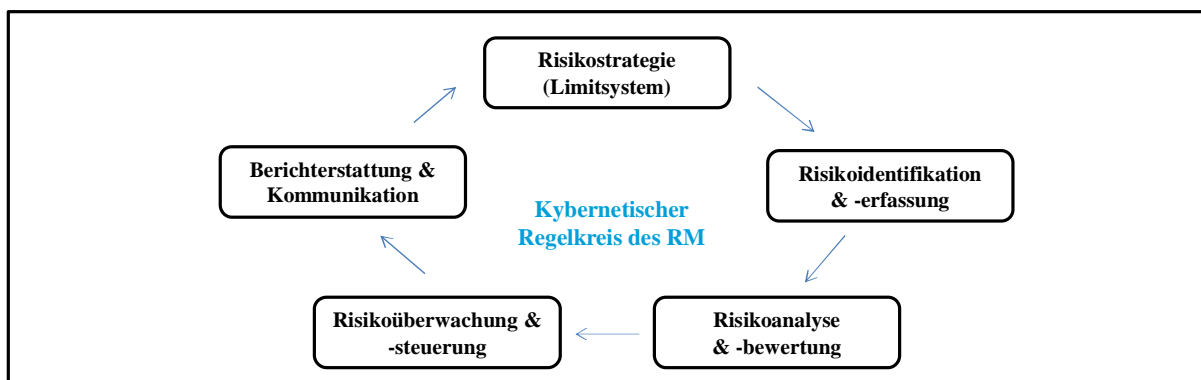 Risikostrategie
(Limitsystem)
Berichterstattung &
Kommunikation
Risikoidentifikation
& -erfassung
Kybernetischer
Regelkreis des RM
Risikoüberwachung &
-steuerung
Risikoanalyse
& -bewertung